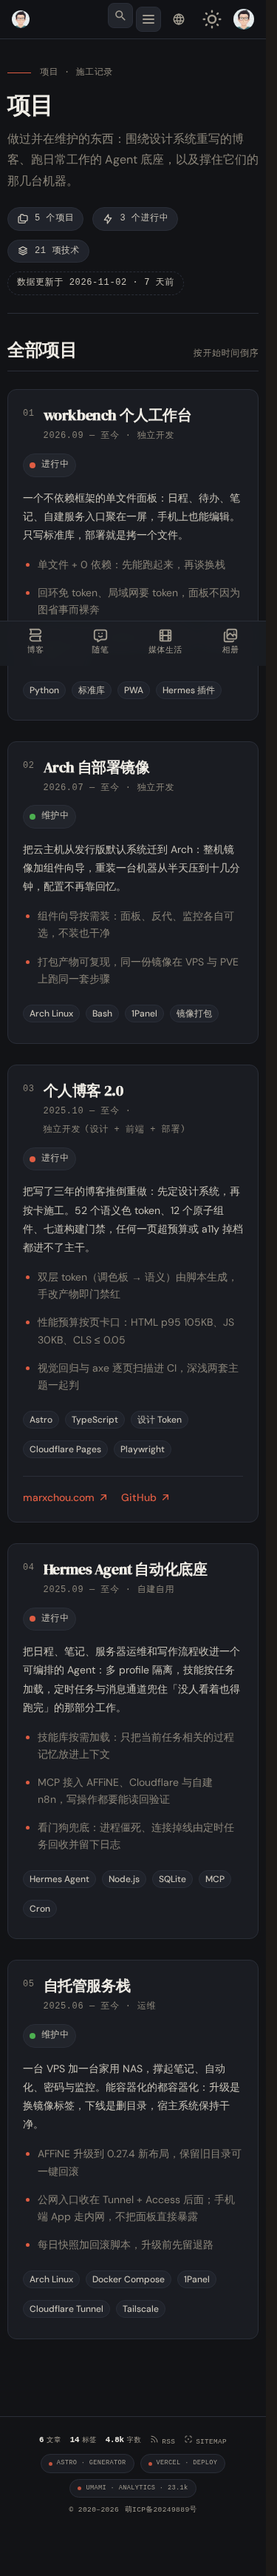 项目 · 施工记录
项目
做过并在维护的东西：围绕设计系统重写的博
客、跑日常工作的 Agent 底座，以及撑住它们的
那几台机器。
5 个项目
3 个进行中
21 项技术
数据更新于 2026-11-02 · 7 天前
全部项目
按开始时间倒序
01 workbench 个人工作台
2026.09 — 至今 · 独立开发
进行中
一个不依赖框架的单文件面板：日程、待办、笔
记、自建服务入口聚在一屏，手机上也能编辑。
只写标准库，部署就是拷一个文件。
单文件 + 0 依赖：先能跑起来，再谈换栈
回环免 token、局域网要 token，面板不因为
图省事而裸奔
博客
随笔
媒体生活
相册
Python
标准库
PWA
Hermes 插件
02 Arch 自部署镜像
2026.07 — 至今 · 独立开发
维护中
把云主机从发行版默认系统迁到 Arch：整机镜
像加组件向导，重装一台机器从半天压到十几分
钟，配置不再靠回忆。
组件向导按需装：面板、反代、监控各自可
选，不装也干净
打包产物可复现，同一份镜像在 VPS 与 PVE
上跑同一套步骤
Arch Linux
Bash
1Panel
镜像打包
03 个人博客 2.0
2025.10 — 至今 ·
独立开发（设计 + 前端 + 部署）
进行中
把写了三年的博客推倒重做：先定设计系统，再
按卡施工。52 个语义色 token、12 个原子组
件、七道构建门禁，任何一页超预算或 a11y 掉档
都进不了主干。
双层 token（调色板 → 语义）由脚本生成，
手改产物即门禁红
性能预算按页卡口：HTML p95 105KB、JS
30KB、CLS ≤ 0.05
视觉回归与 axe 逐页扫描进 CI，深浅两套主
题一起判
Astro
TypeScript
设计 Token
Cloudflare Pages
Playwright
marxchou.com ↗
GitHub ↗
04 Hermes Agent 自动化底座
2025.09 — 至今 · 自建自用
进行中
把日程、笔记、服务器运维和写作流程收进一个
可编排的 Agent：多 profile 隔离，技能按任务
加载，定时任务与消息通道兜住「没人看着也得
跑完」的那部分工作。
技能库按需加载：只把当前任务相关的过程
记忆放进上下文
MCP 接入 AFFiNE、Cloudflare 与自建
n8n，写操作都要能读回验证
看门狗兜底：进程僵死、连接掉线由定时任
务回收并留下日志
Hermes Agent
Node.js
SQLite
MCP
Cron
05 自托管服务栈
2025.06 — 至今 · 运维
维护中
一台 VPS 加一台家用 NAS，撑起笔记、自动
化、密码与监控。能容器化的都容器化：升级是
换镜像标签，下线是删目录，宿主系统保持干
净。
AFFiNE 升级到 0.27.4 新布局，保留旧目录可
一键回滚
公网入口收在 Tunnel + Access 后面；手机
端 App 走内网，不把面板直接暴露
每日快照加回滚脚本，升级前先留退路
Arch Linux
Docker Compose
1Panel
Cloudflare Tunnel
Tailscale
6 文章 14 标签 4.8k 字数 RSS SITEMAP
ASTRO · GENERATOR
VERCEL · DEPLOY
UMAMI · ANALYTICS · 23.1k
© 2020-2026 萌ICP备20249089号